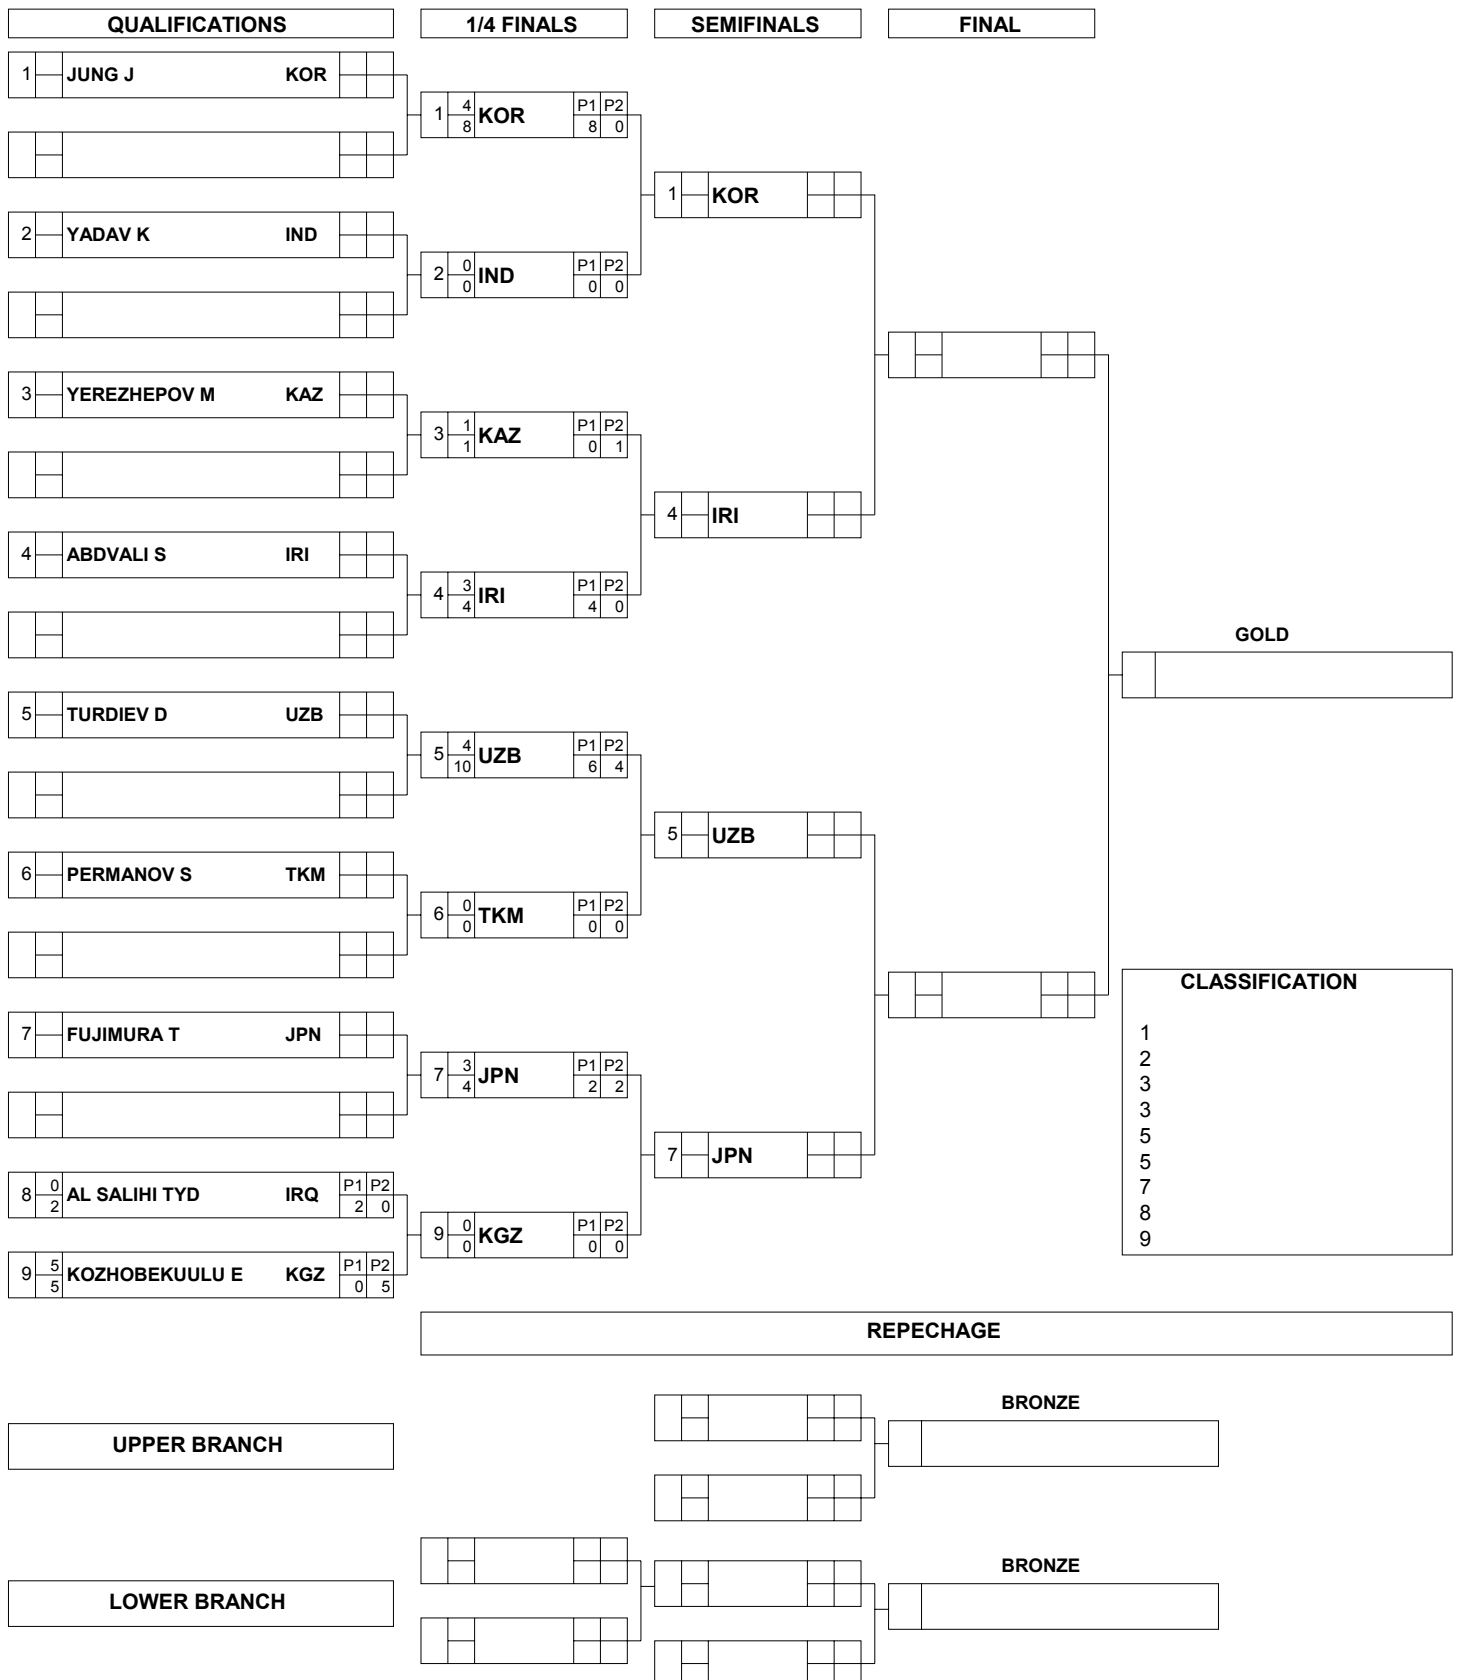 QUALIFICATIONS 1/4 FINALS SEMIFINALS FINAL
1 JUNG J KOR
1 4 8 KOR P1 P2 8 0
1 KOR
2 YADAV K IND
2 0 0 IND P1 P2 0 0
3 YEREZHEPOV M KAZ
3 1 1 KAZ P1 P2 0 1
4 IRI
4 ABDVALI S IRI
4 3 4 IRI P1 P2 4 0
GOLD
5 TURDIEV D UZB
5 4 10 UZB P1 P2 6 4
5 UZB
6 PERMANOV S TKM
6 0 0 TKM P1 P2 0 0
CLASSIFICATION
1
2
3
3
5
5
7
8
9
7 FUJIMURA T JPN
7 3 4 JPN P1 P2 2 2
7 JPN
8 0 2 AL SALIHI TYD IRQ P1 P2 2 0
9 0 0 KGZ P1 P2 0 0
9 5 5 KOZHOBEKUULU E KGZ P1 P2 0 5
REPECHAGE
BRONZE
UPPER BRANCH
BRONZE
LOWER BRANCH